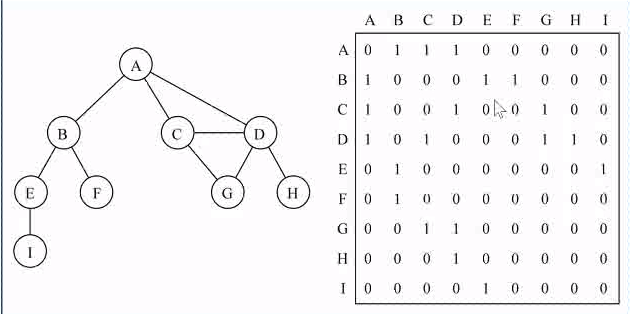 A
B
C
D
E
F
G
H
I
A B C D E F G H I
A 0 1 1 1 0 0 0 0 0
B 1 0 0 0 1 1 0 0 0
C 1 0 0 1 0 0 1 0 0
D 1 0 1 0 0 0 1 1 0
E 0 1 0 0 0 0 0 0 1
F 0 1 0 0 0 0 0 0 0
G 0 0 1 1 0 0 0 0 0
H 0 0 0 1 0 0 0 0 0
I 0 0 0 0 1 0 0 0 0